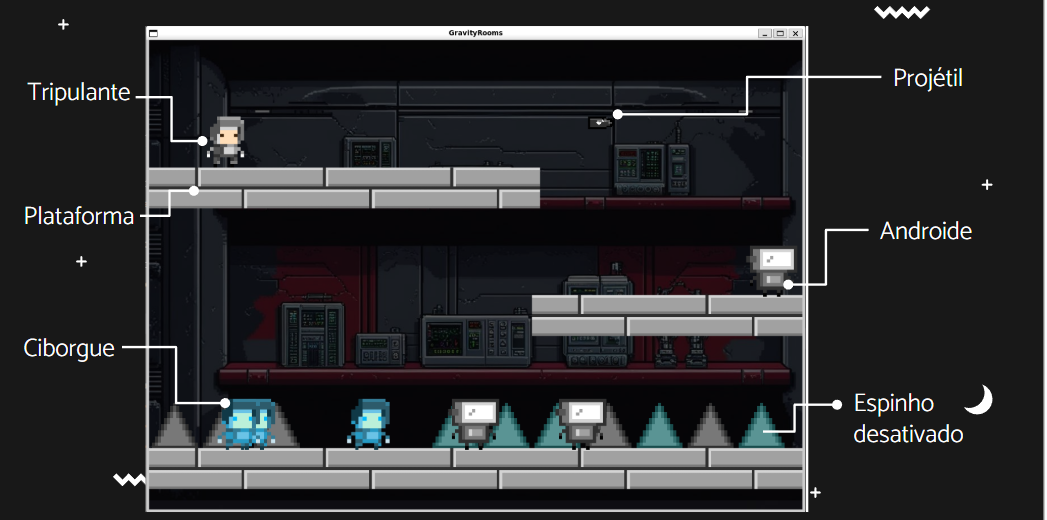 GravityRooms
Tripulante
Projétil
Plataforma
Androide
Ciborgue
Espinho
desativado